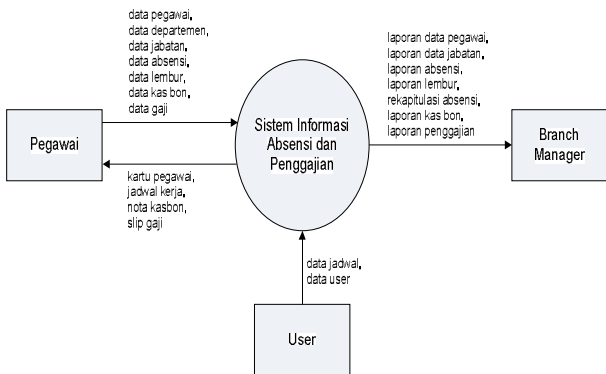 data pegawai,
data departemen,
data jabatan,
data absensi,
data lembur,
data kas bon,
data gaji
Pegawai
kartu pegawai,
jadwal kerja,
nota kasbon,
slip gaji
Sistem Informasi
Absensi dan
Penggajian
laporan data pegawai,
laporan data jabatan,
laporan absensi,
laporan lembur,
rekapitulasi absensi,
laporan kas bon,
laporan penggajian
Branch
Manager
data jadwal,
data user
User